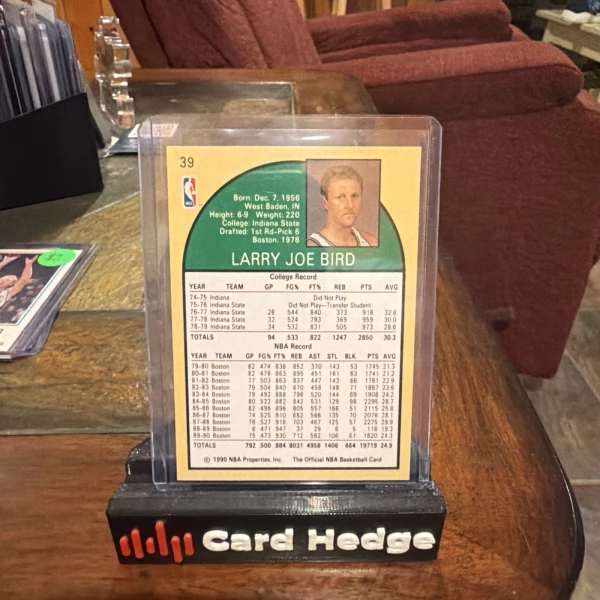 39
Born: Dec. 7, 1956
West Baden, IN
Height: 6-9 Weight: 220
College: Indiana State
Drafted: 1st Rd-Pick 6
Boston, 1978
LARRY JOE BIRD
College Record
YEAR TEAM GP FG% FT% REB PTS AVG
74-75 Indiana Did Not Play
75-76 Indiana State Did Not Play—Transfer Student
76-77 Indiana State 28 .544 .840 373 918 32.8
77-78 Indiana State 32 .524 .793 369 959 30.0
78-79 Indiana State 34 .532 .831 505 973 28.6
TOTALS 94 .533 .822 1247 2850 30.3
NBA Record
YEAR TEAM GP FG% FT% REB AST STL BLK PTS AVG
79-80 Boston 82 .474 .836 852 370 143 53 1745 21.3
80-81 Boston 82 .478 .863 895 451 161 63 1741 21.2
81-82 Boston 77 .503 .863 837 447 143 66 1761 22.9
82-83 Boston 79 .504 .840 870 458 148 71 1867 23.6
83-84 Boston 79 .492 .888 796 520 144 69 1908 24.2
84-85 Boston 80 .522 .882 842 531 129 98 2295 28.7
85-86 Boston 82 .496 .896 805 557 166 51 2115 25.8
86-87 Boston 74 .525 .910 682 566 135 70 2076 28.1
87-88 Boston 76 .527 .916 703 467 125 57 2275 29.9
88-89 Boston 6 .471 .947 37 29 6 5 116 19.3
89-90 Boston 75 .473 .930 712 562 106 61 1820 24.3
TOTALS 792 .500 .884 8031 4958 1406 664 19719 24.9
© 1990 NBA Properties, Inc. The Official NBA Basketball Card
Card Hedge